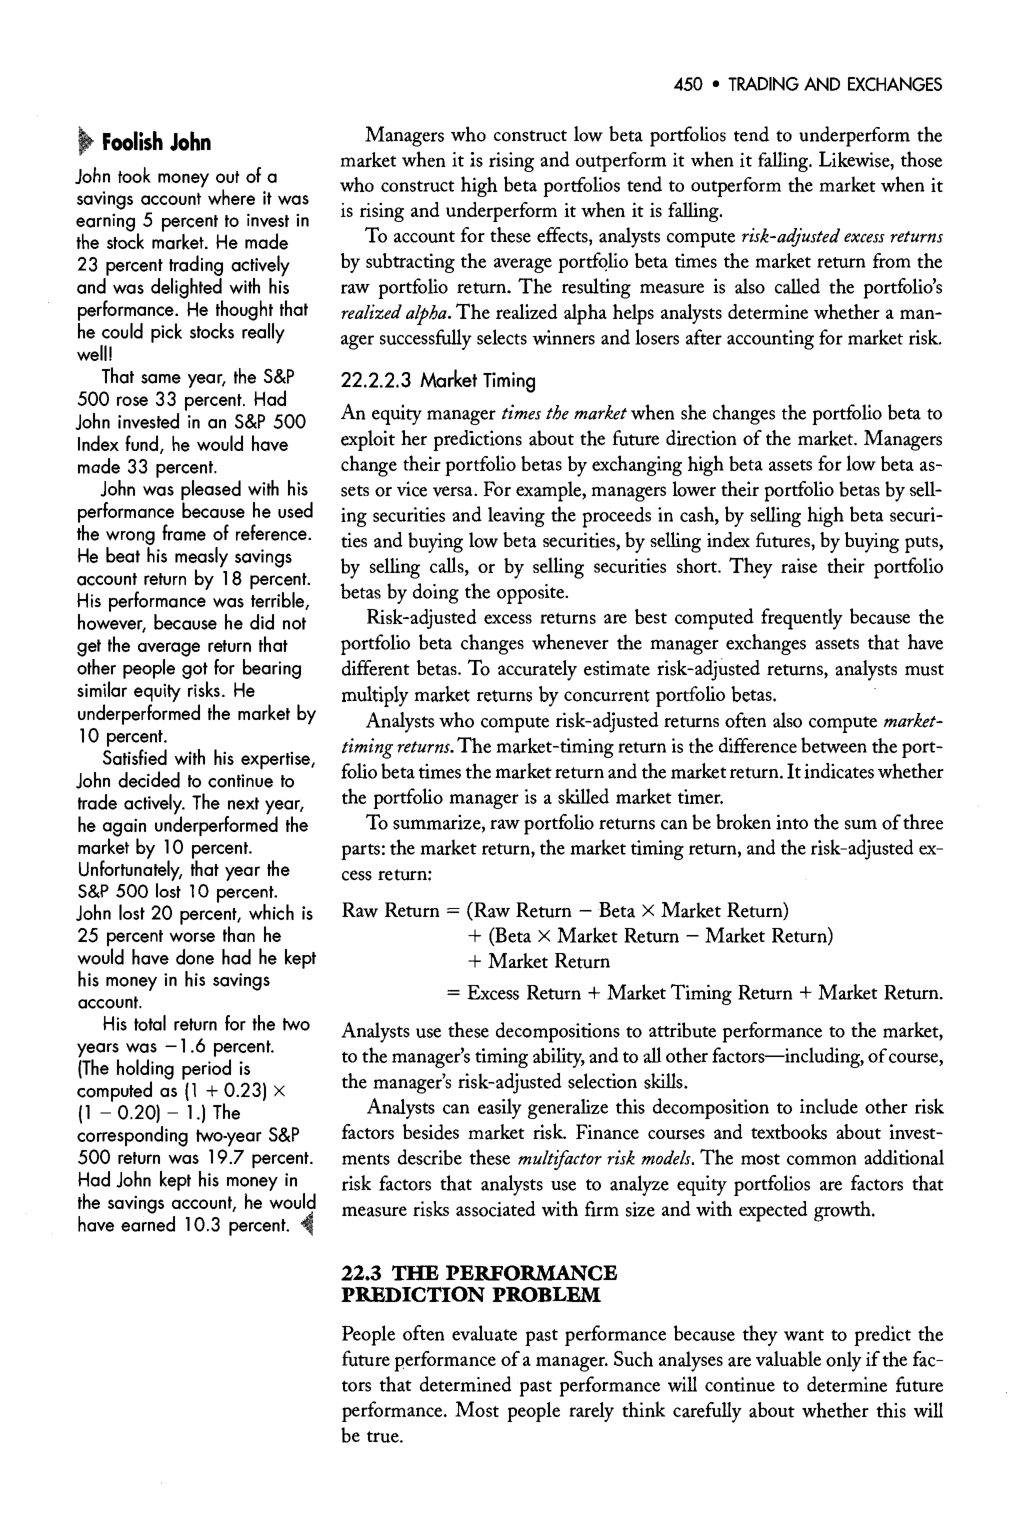 450 • TRADING AND EXCHANGES
Foolish John
John took money out of a
savings account where it was
earning 5 percent to invest in
the stock market. He made
23 percent trading actively
and was delighted with his
performance. He thought that
he could pick stocks really
well!
That same year, the S&P
500 rose 33 percent. Had
John invested in an S&P 500
Index fund, he would have
made 33 percent.
John was pleased with his
performance because he used
the wrong frame of reference.
He beat his measly savings
account return by 18 percent.
His performance was terrible,
however, because he did not
get the average return that
other people got for bearing
similar equity risks. He
underperformed the market by
10 percent.
Satisfied with his expertise,
John decided to continue to
trade actively. The next year,
he again underperformed the
market by 10 percent.
Unfortunately, that year the
S&P 500 lost 10 percent.
John lost 20 percent, which is
25 percent worse than he
would have done had he kept
his money in his savings
account.
His total return for the two
years was −1.6 percent.
(The holding period is
computed as (1 + 0.23) ×
(1 − 0.20) − 1.) The
corresponding two-year S&P
500 return was 19.7 percent.
Had John kept his money in
the savings account, he would
have earned 10.3 percent.
Managers who construct low beta portfolios tend to underperform the
market when it is rising and outperform it when it falling. Likewise, those
who construct high beta portfolios tend to outperform the market when it
is rising and underperform it when it is falling.
To account for these effects, analysts compute risk-adjusted excess returns
by subtracting the average portfolio beta times the market return from the
raw portfolio return. The resulting measure is also called the portfolio's
realized alpha. The realized alpha helps analysts determine whether a man-
ager successfully selects winners and losers after accounting for market risk.
22.2.2.3 Market Timing
An equity manager times the market when she changes the portfolio beta to
exploit her predictions about the future direction of the market. Managers
change their portfolio betas by exchanging high beta assets for low beta as-
sets or vice versa. For example, managers lower their portfolio betas by sell-
ing securities and leaving the proceeds in cash, by selling high beta securi-
ties and buying low beta securities, by selling index futures, by buying puts,
by selling calls, or by selling securities short. They raise their portfolio
betas by doing the opposite.
Risk-adjusted excess returns are best computed frequently because the
portfolio beta changes whenever the manager exchanges assets that have
different betas. To accurately estimate risk-adjusted returns, analysts must
multiply market returns by concurrent portfolio betas.
Analysts who compute risk-adjusted returns often also compute market-
timing returns. The market-timing return is the difference between the port-
folio beta times the market return and the market return. It indicates whether
the portfolio manager is a skilled market timer.
To summarize, raw portfolio returns can be broken into the sum of three
parts: the market return, the market timing return, and the risk-adjusted ex-
cess return:
Raw Return = (Raw Return − Beta × Market Return)
+ (Beta × Market Return − Market Return)
+ Market Return
= Excess Return + Market Timing Return + Market Return.
Analysts use these decompositions to attribute performance to the market,
to the manager's timing ability, and to all other factors—including, of course,
the manager's risk-adjusted selection skills.
Analysts can easily generalize this decomposition to include other risk
factors besides market risk. Finance courses and textbooks about invest-
ments describe these multifactor risk models. The most common additional
risk factors that analysts use to analyze equity portfolios are factors that
measure risks associated with firm size and with expected growth.
22.3 THE PERFORMANCE
PREDICTION PROBLEM
People often evaluate past performance because they want to predict the
future performance of a manager. Such analyses are valuable only if the fac-
tors that determined past performance will continue to determine future
performance. Most people rarely think carefully about whether this will
be true.